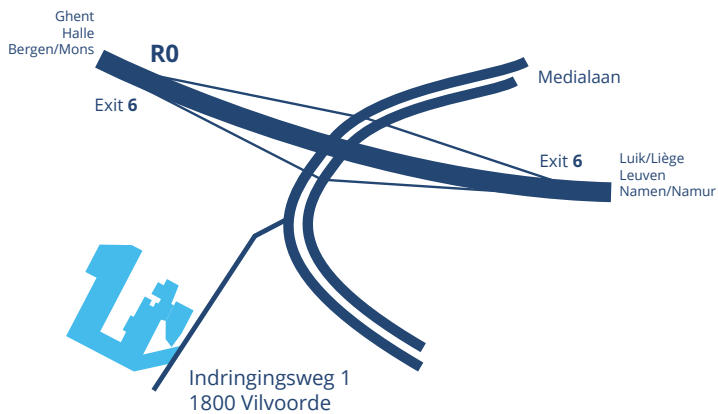 Ghent
Halle
Bergen/Mons
R0
Medialaan
Exit 6
Exit 6
Luik/Liège
Leuven
Namen/Namur
Indringingsweg 1
1800 Vilvoorde